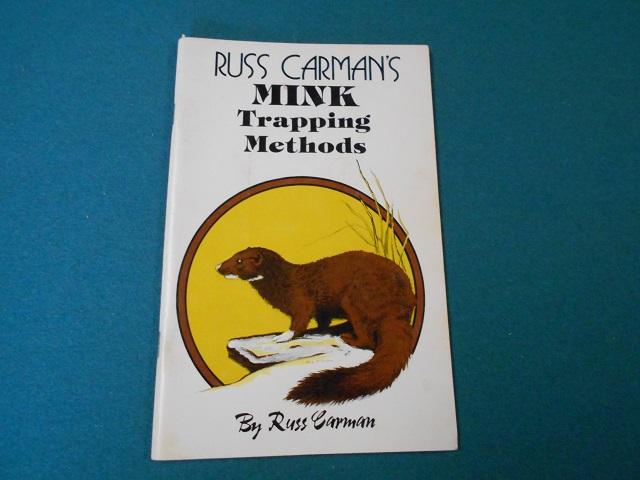 RUSS CARMAN'S
MINK
Trapping
Methods
By Russ Carman